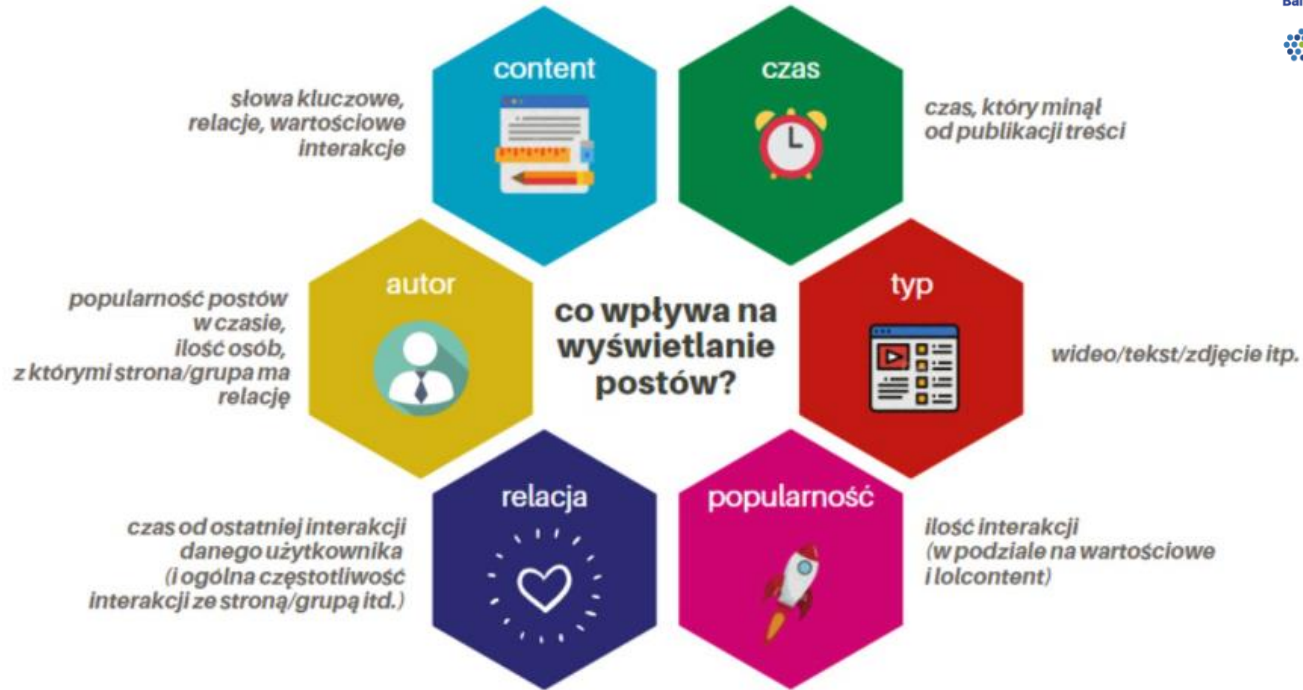 content
słowa kluczowe,
relacje, wartościowe
interakcje
czas
czas, który minął
od publikacji treści
autor
popularność postów
w czasie,
ilość osób,
z którymi strona/grupa ma
relację
co wpływa na
wyświetlanie
postów?
typ
wideo/tekst/zdjęcie itp.
relacja
czas od ostatniej interakcji
danego użytkownika
(i ogólna częstotliwość
interakcji ze stroną/grupą itd.)
popularność
ilość interakcji
(w podziale na wartościowe
i lolcontent)